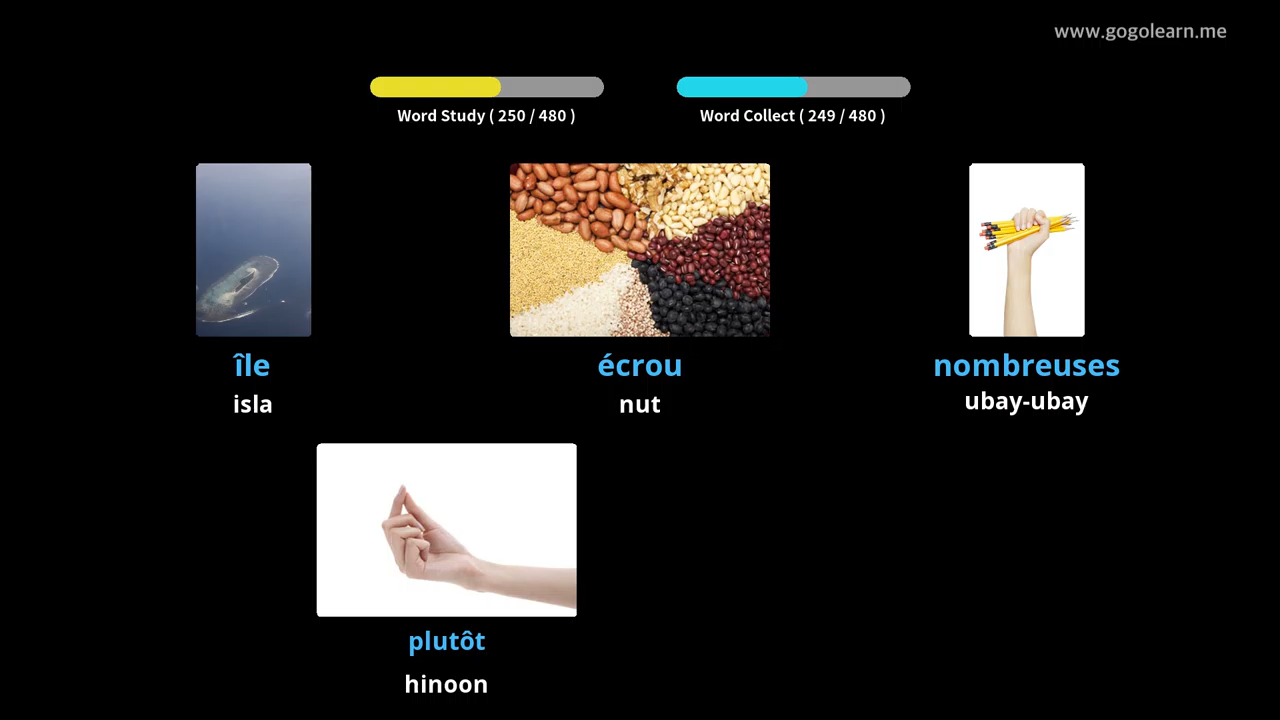 www.gogolearn.me
Word Study ( 250 / 480 )
Word Collect ( 249 / 480 )
île
isla
écrou
nut
nombreuses
ubay-ubay
plutôt
hinoon